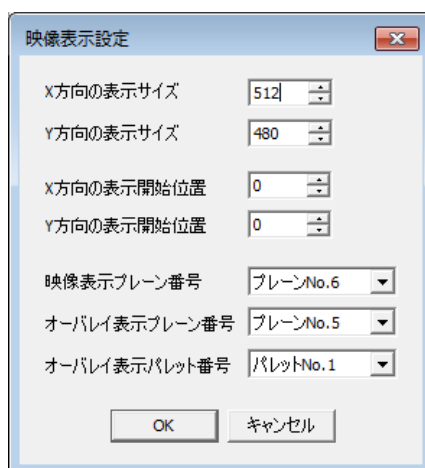 映像表示設定
X方向の表示サイズ 512
Y方向の表示サイズ 480
X方向の表示開始位置 0
Y方向の表示開始位置 0
映像表示プレーン番号 プレーンNo.6
オーバレイ表示プレーン番号 プレーンNo.5
オーバレイ表示パレット番号 パレットNo.1
OK キャンセル